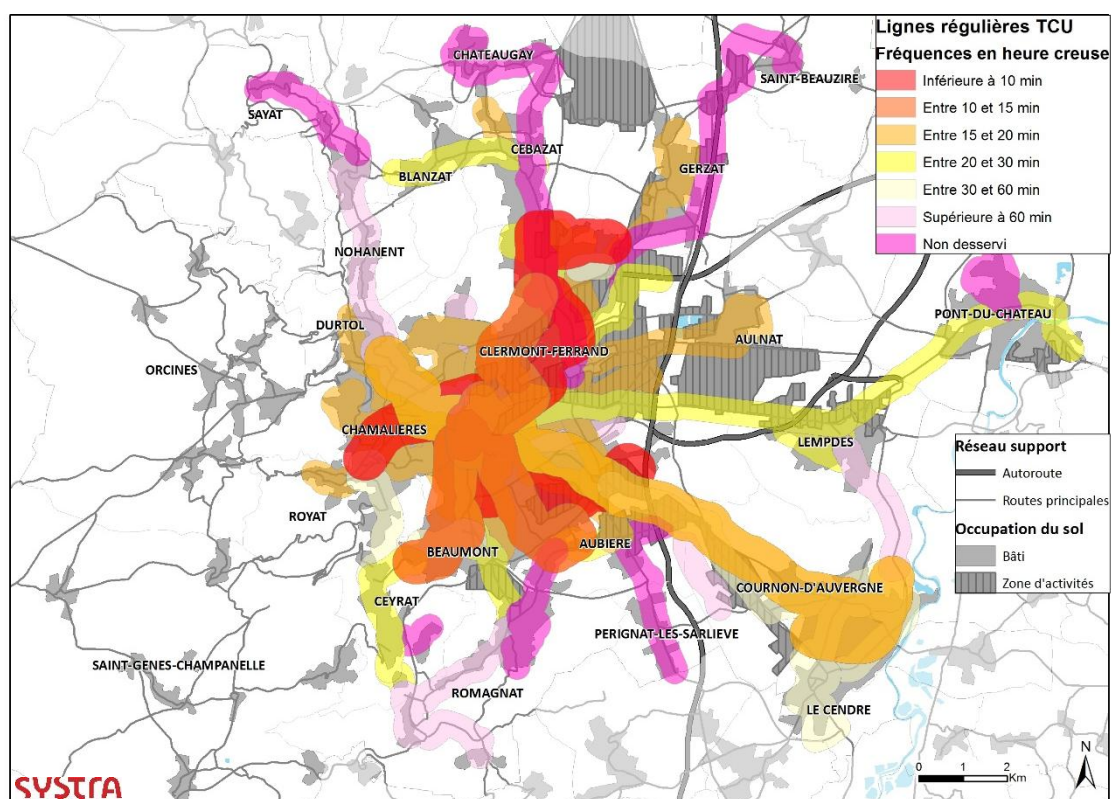 Lignes régulières TCU
Fréquences en heure creuse
Inférieure à 10 min
Entre 10 et 15 min
Entre 15 et 20 min
Entre 20 et 30 min
Entre 30 et 60 min
Supérieure à 60 min
Non desservi
CHATEAUGAY
SAINT-BEAUZIRE
SAYAT
CEBAZAT
BLANZAT
GERZAT
NOHANENT
PONT-DU-CHATEAU
DURTOL
CLERMONT-FERRAND
AULNAT
ORCINES
CHAMALIERES
LEMPDES
Réseau support
Autoroute
Routes principales
Occupation du sol
Bâti
Zone d'activités
ROYAT
BEAUMONT
AUBIERE
COURNON-D'AUVERGNE
CEYRAT
PERIGNAT-LES-SARLIEVE
SAINT-GENES-CHAMPANELLE
ROMAGNAT
LE CENDRE
N
0 1 2
Km
SYSTRA